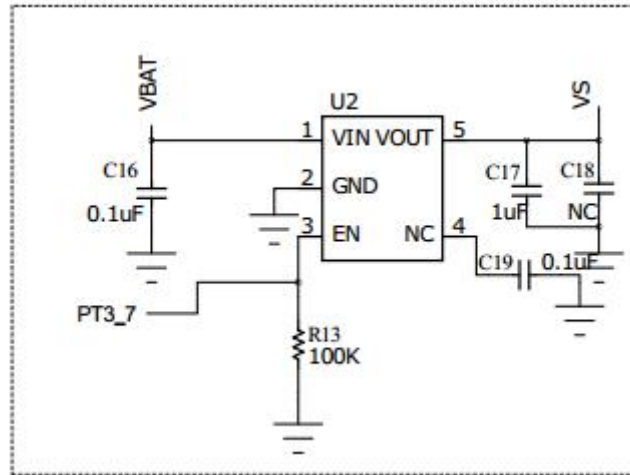 VBAT
VS
U2
1 VIN VOUT 5
C16
0.1uF
2 GND
3 EN NC 4
C17
1uF
C18
NC
C19 0.1uF
PT3_7
R13
100K